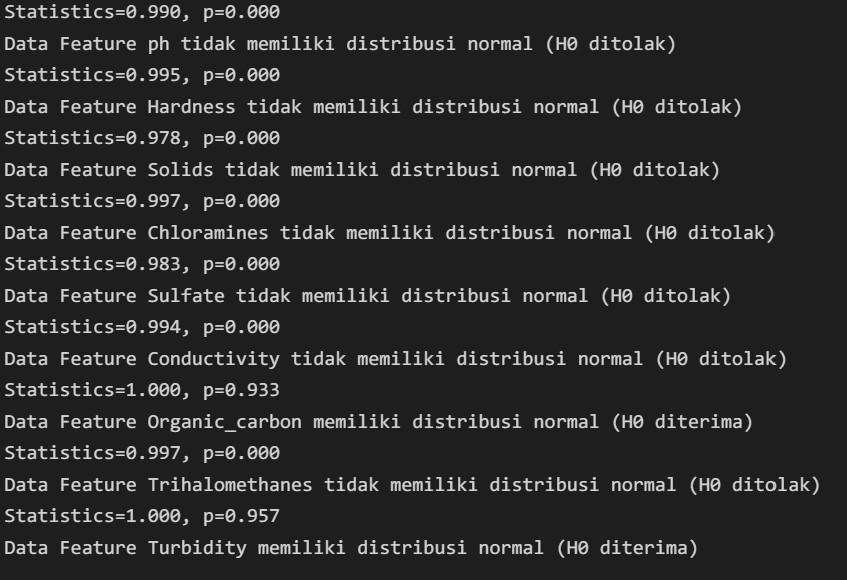 Statistics=0.990, p=0.000
Data Feature ph tidak memiliki distribusi normal (H0 ditolak)
Statistics=0.995, p=0.000
Data Feature Hardness tidak memiliki distribusi normal (H0 ditolak)
Statistics=0.978, p=0.000
Data Feature Solids tidak memiliki distribusi normal (H0 ditolak)
Statistics=0.997, p=0.000
Data Feature Chloramines tidak memiliki distribusi normal (H0 ditolak)
Statistics=0.983, p=0.000
Data Feature Sulfate tidak memiliki distribusi normal (H0 ditolak)
Statistics=0.994, p=0.000
Data Feature Conductivity tidak memiliki distribusi normal (H0 ditolak)
Statistics=1.000, p=0.933
Data Feature Organic_carbon memiliki distribusi normal (H0 diterima)
Statistics=0.997, p=0.000
Data Feature Trihalomethanes tidak memiliki distribusi normal (H0 ditolak)
Statistics=1.000, p=0.957
Data Feature Turbidity memiliki distribusi normal (H0 diterima)